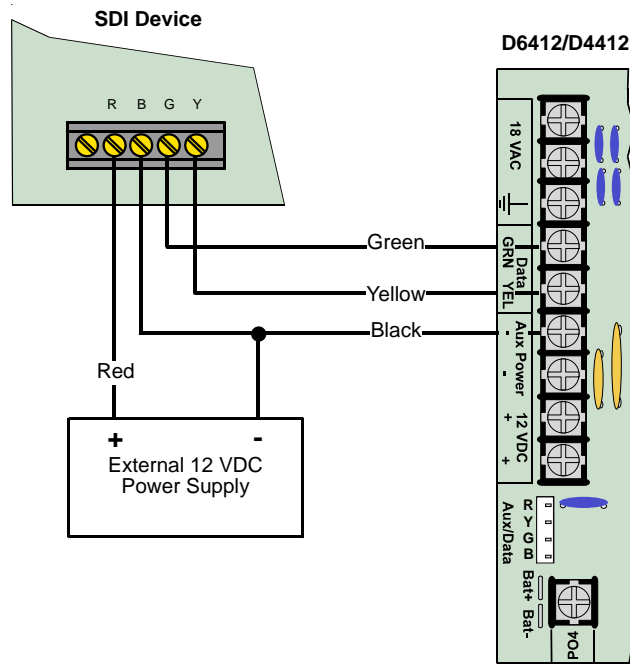 SDI Device
D6412/D4412
R B G Y
18 VAC
Green
GRN
Data
Yellow
YEL
Black
- Aux Power
Red
-
+ 12 VDC
+
+ -
External 12 VDC
Power Supply
R
Y
G
B
Aux/Data
Bat+
Bat-
PO4